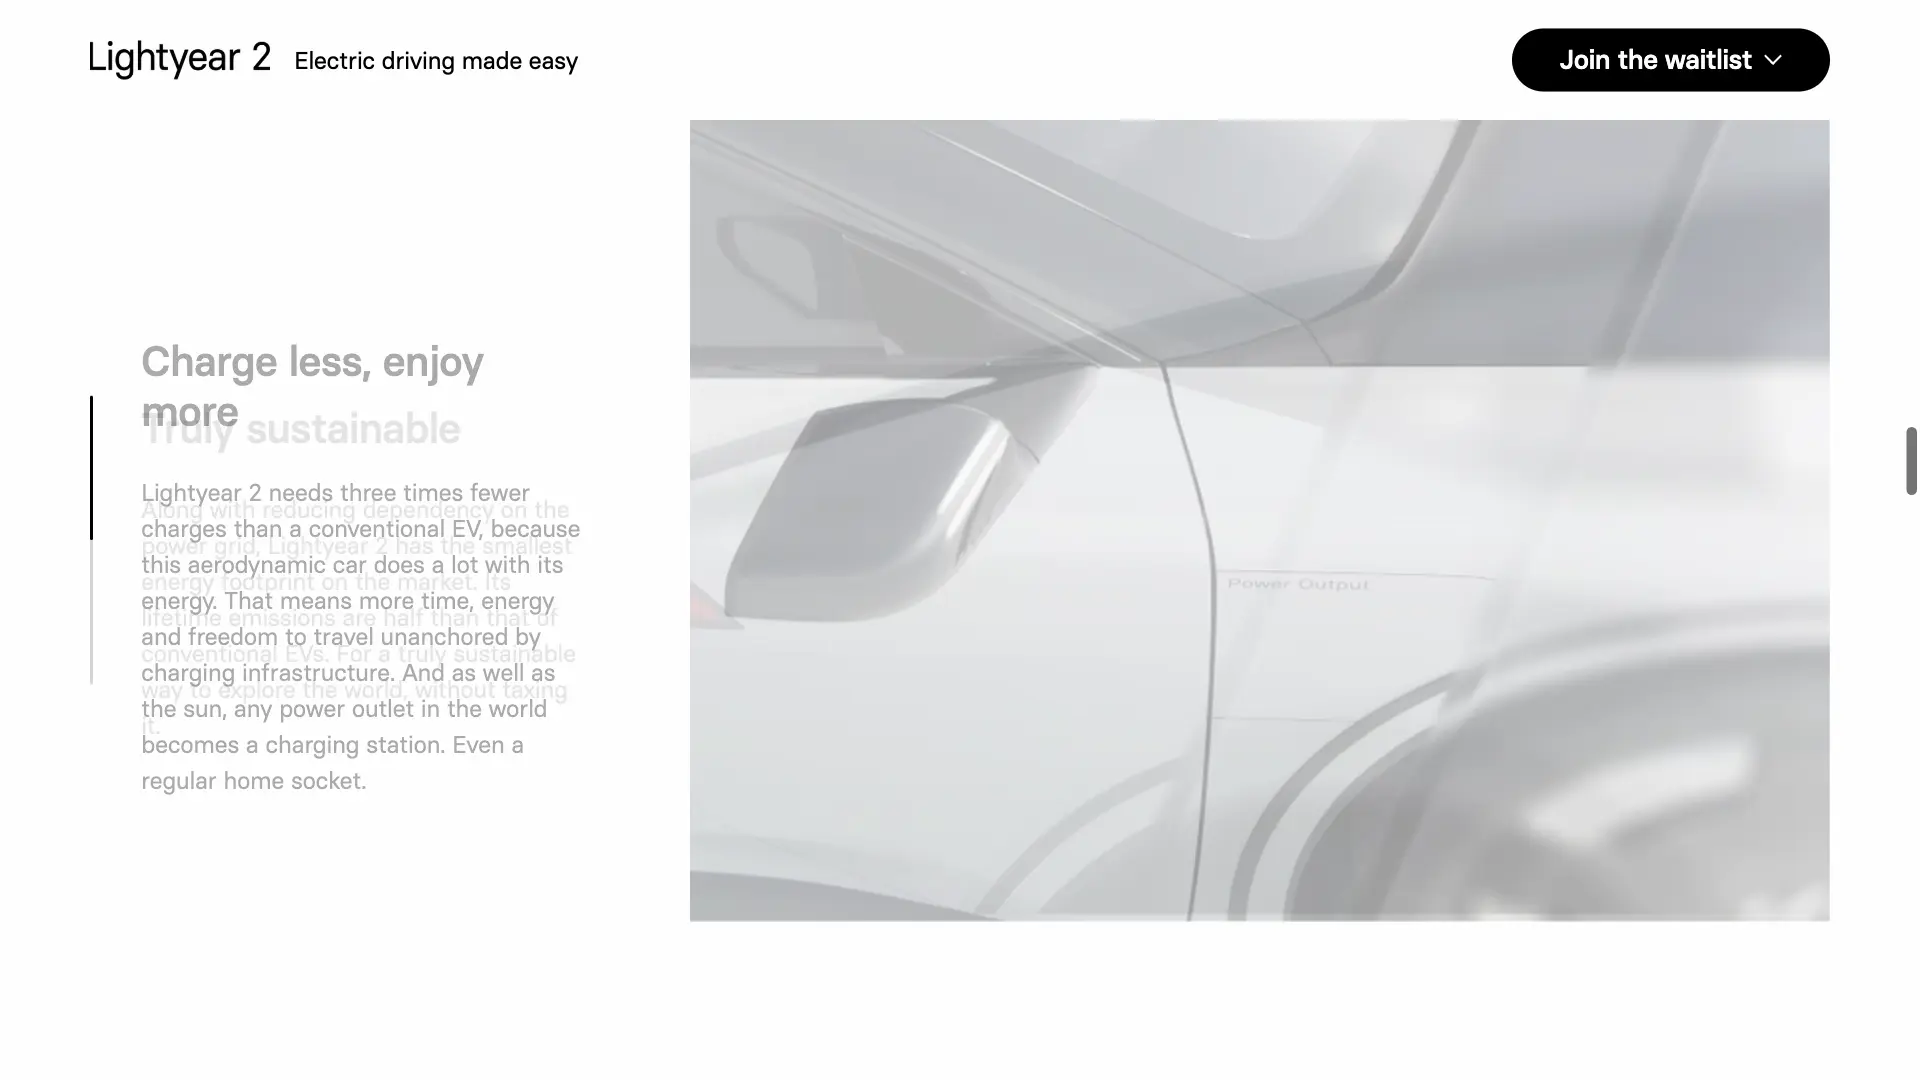 Lightyear 2 Electric driving made easy
Join the waitlist
Charge less, enjoy
more
Lightyear 2 needs three times fewer
charges than a conventional EV, because
this aerodynamic car does a lot with its
energy. That means more time, energy
and freedom to travel unanchored by
charging infrastructure. And as well as
the sun, any power outlet in the world
becomes a charging station. Even a
regular home socket.
Truly sustainable
Along with reducing dependency on the
power grid, Lightyear 2 has the smallest
energy footprint on the market. Its
lifetime emissions are half than that of
conventional EVs. For a truly sustainable
way to explore the world, without taxing
it.
Power Output